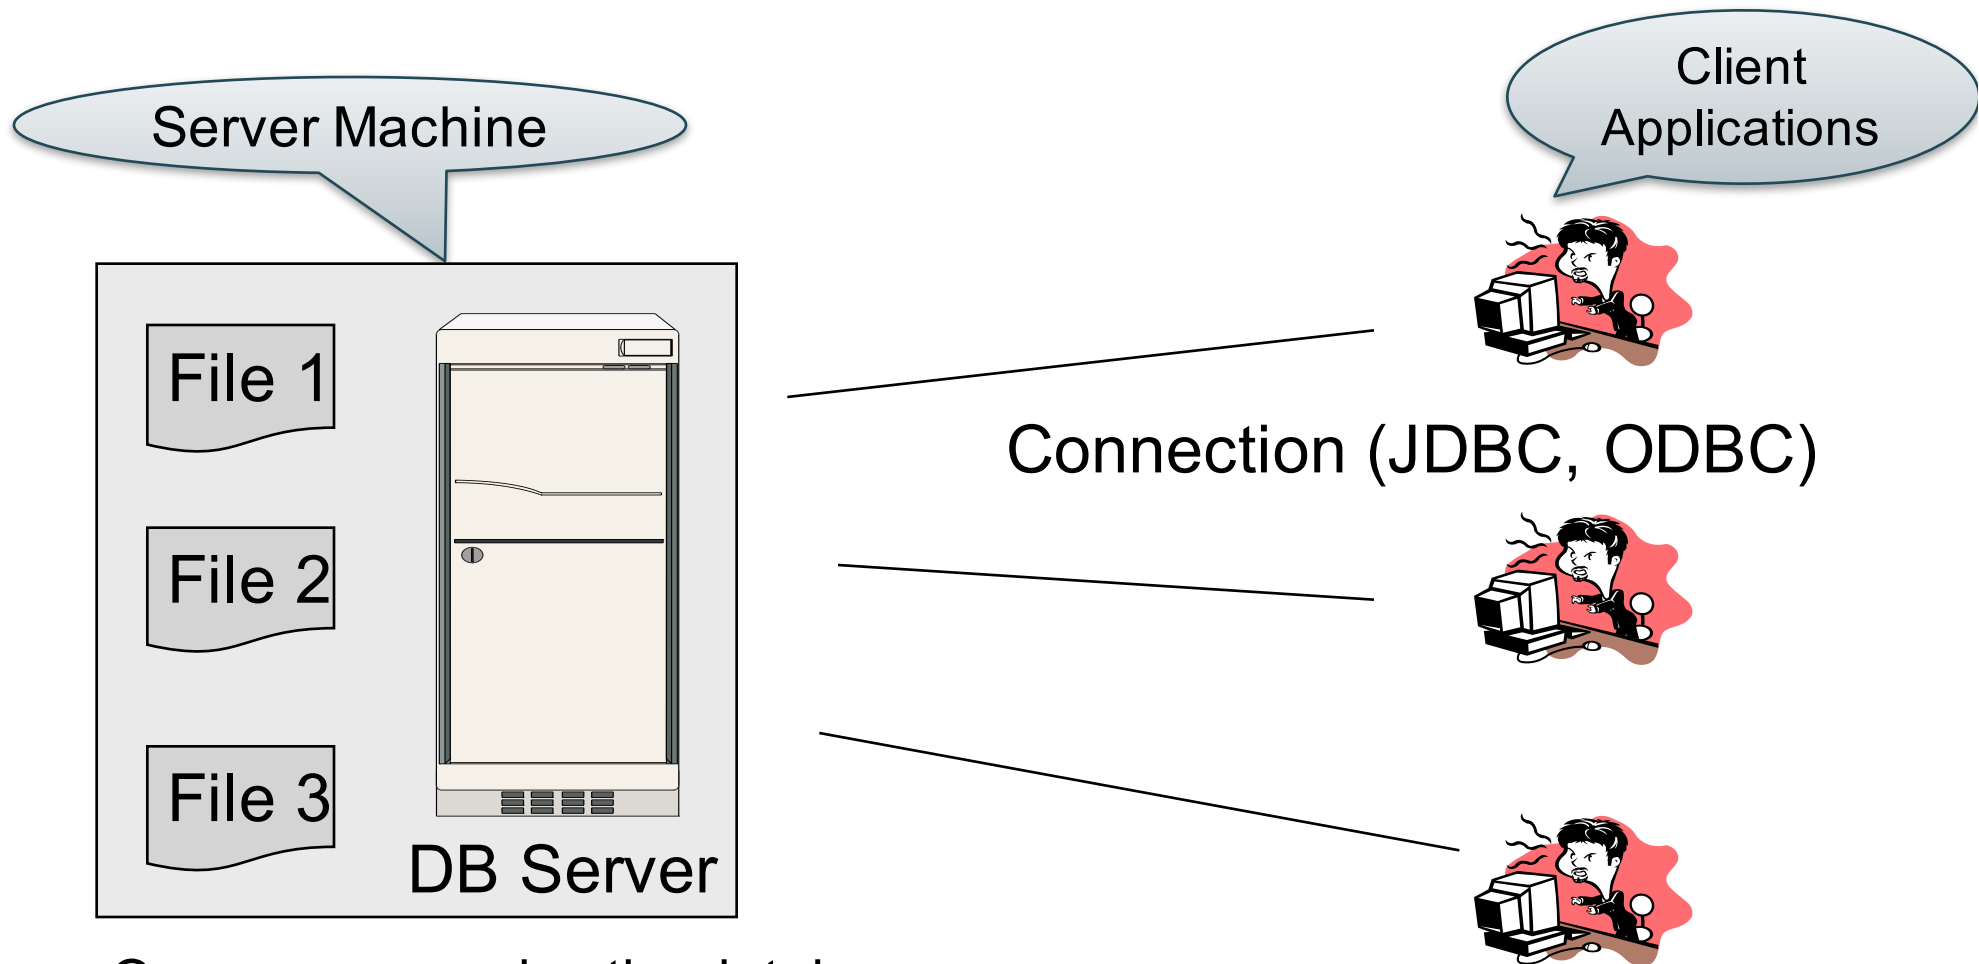 Server Machine
Client
Applications
File 1
Connection (JDBC, ODBC)
File 2
File 3
DB Server